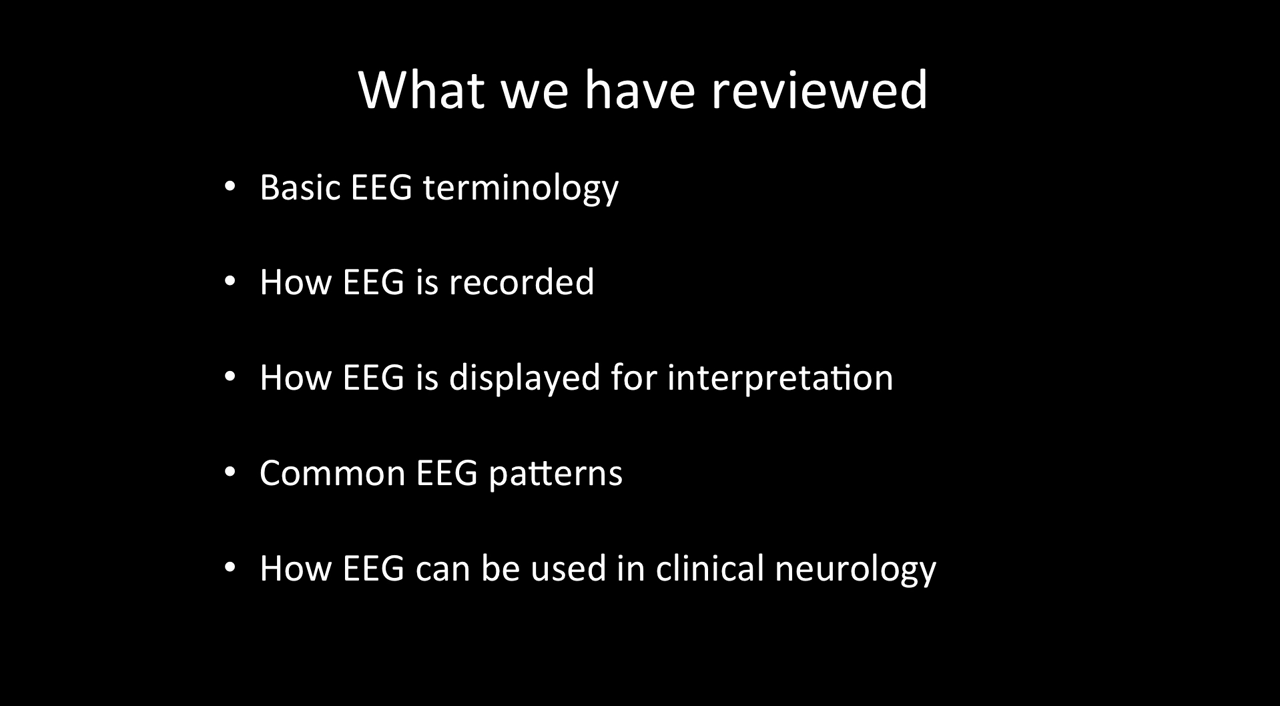 What we have reviewed
• Basic EEG terminology
• How EEG is recorded
• How EEG is displayed for interpretation
• Common EEG patterns
• How EEG can be used in clinical neurology